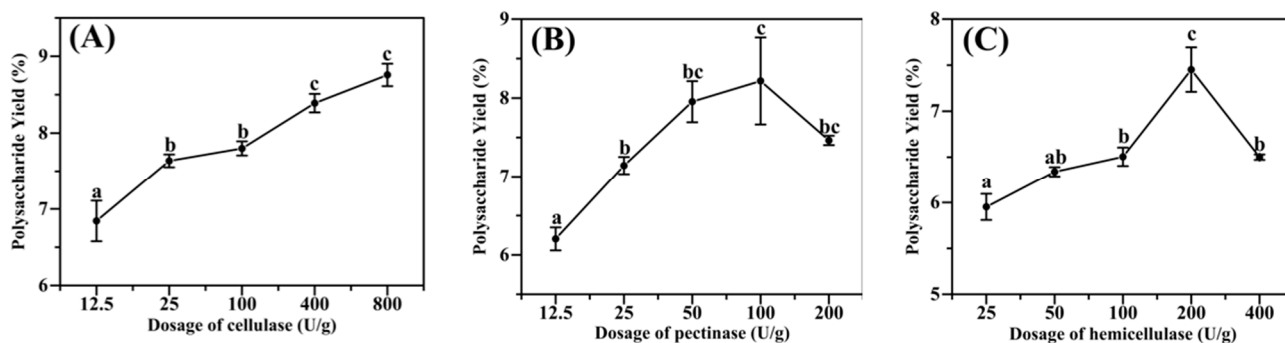 (A)
Polysaccharide Yield (%)
9
8
7
6
a
b
b
c
c
12.5 25 100 400 800
Dosage of cellulase (U/g)
(B)
Polysaccharide Yield (%)
9
8
7
6
a
b
bc
c
bc
12.5 25 50 100 200
Dosage of pectinase (U/g)
(C)
Polysaccharide Yield (%)
8
7
6
5
a
ab
b
c
b
25 50 100 200 400
Dosage of hemicellulase (U/g)